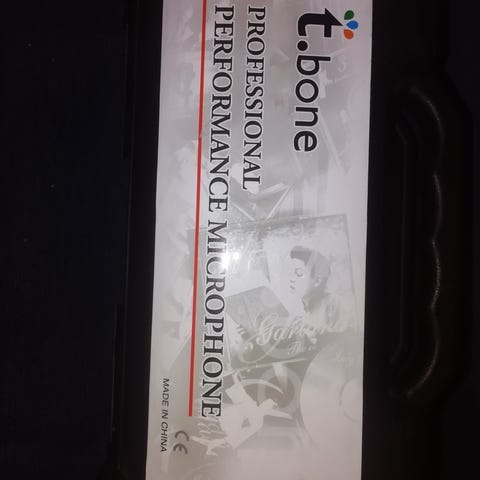 t.bone
PROFESSIONAL
PERFORMANCE MICROPHONE
CE
MADE IN CHINA